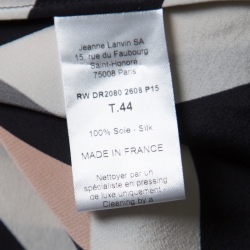 Jeanne Lanvin SA
15, rue du Faubourg
Saint-Honoré
75008 Paris
RW DR2080 2608 P15
T.44
100% Soie - Silk
MADE IN FRANCE
Nettoyer par un
spécialiste en pressing
de luxe uniquement -
Cleaning by a